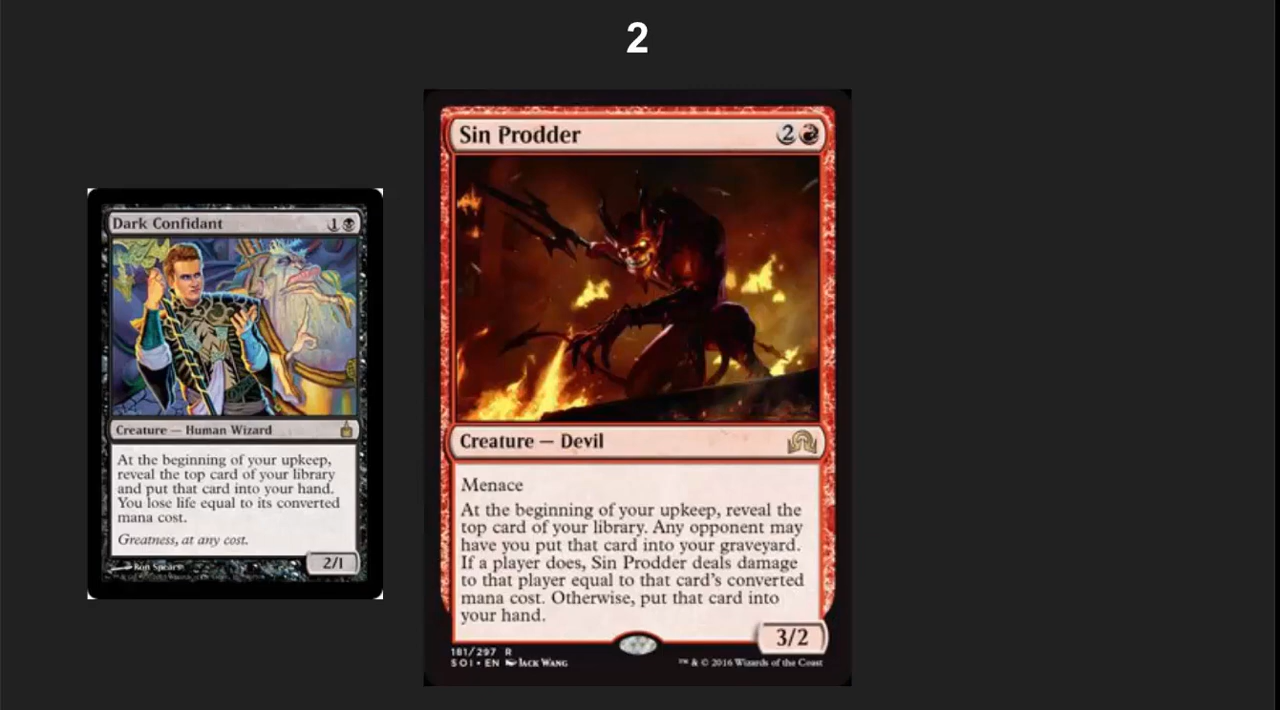 2
Dark Confidant 1
Creature — Human Wizard
At the beginning of your upkeep,
reveal the top card of your library
and put that card into your hand.
You lose life equal to its converted
mana cost.
Greatness, at any cost.
Ron Spears
2/1
Sin Prodder 2
Creature — Devil
Menace
At the beginning of your upkeep, reveal the
top card of your library. Any opponent may
have you put that card into your graveyard.
If a player does, Sin Prodder deals damage
to that player equal to that card's converted
mana cost. Otherwise, put that card into
your hand.
3/2
181/297 R
SOI • EN Jack Wang
™ & © 2016 Wizards of the Coast